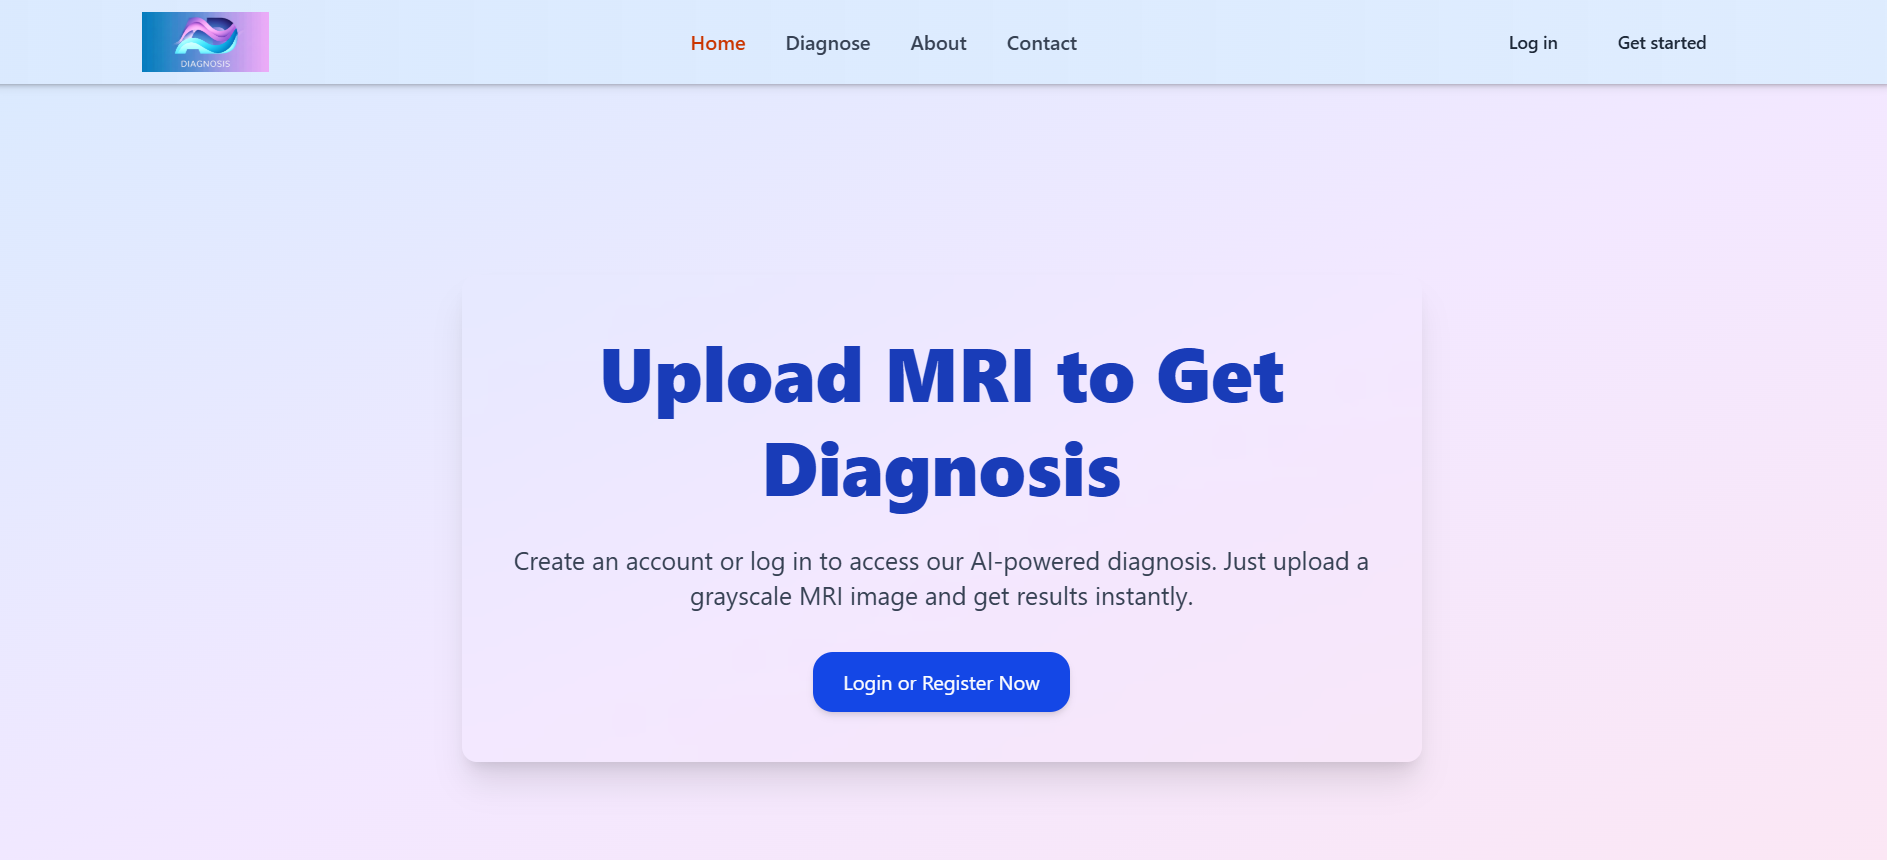 DIAGNOSIS
Home
Diagnose
About
Contact
Log in
Get started
Upload MRI to Get
Diagnosis
Create an account or log in to access our AI-powered diagnosis. Just upload a
grayscale MRI image and get results instantly.
Login or Register Now